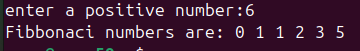 enter a positive number:6
Fibbonaci numbers are: 0 1 1 2 3 5